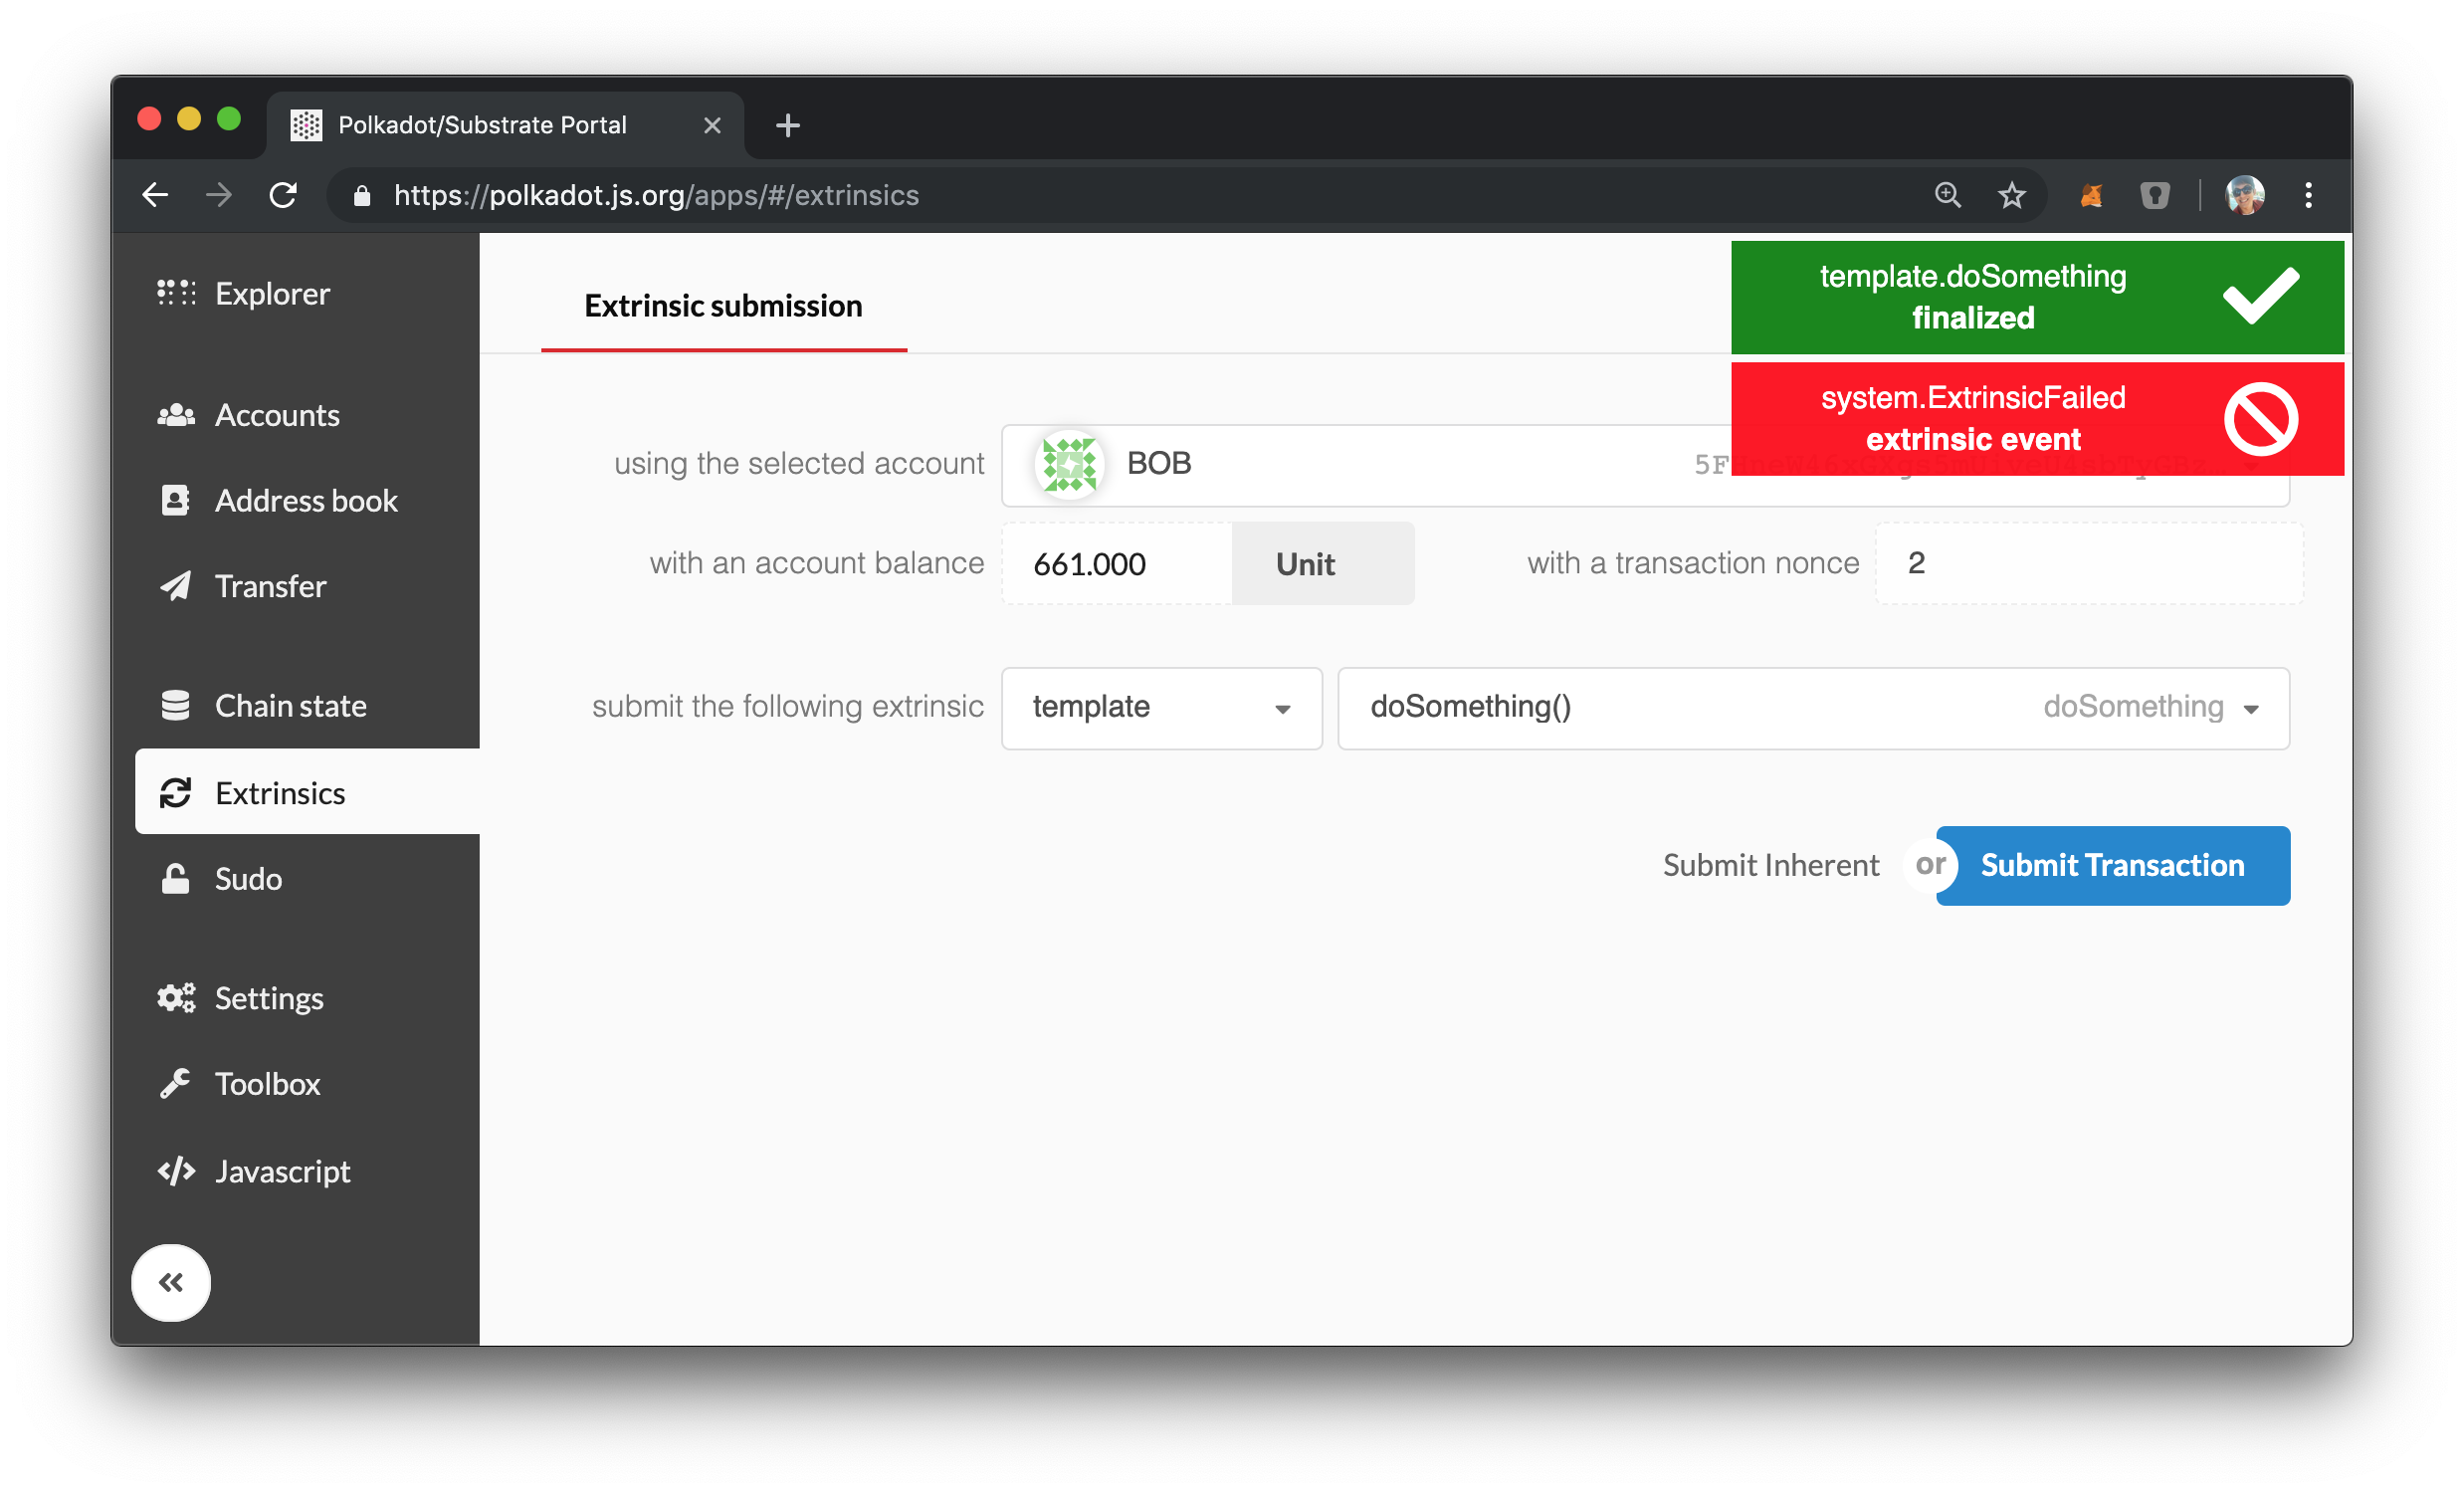 Polkadot/Substrate Portal
https://polkadot.js.org/apps/#/extrinsics
Explorer
Accounts
Address book
Transfer
Chain state
Extrinsics
Sudo
Settings
Toolbox
Javascript
Extrinsic submission
template.doSomething
finalized
system.ExtrinsicFailed
extrinsic event
using the selected account
BOB
with an account balance
661.000
Unit
with a transaction nonce
2
submit the following extrinsic
template
doSomething()
doSomething
Submit Inherent
or
Submit Transaction